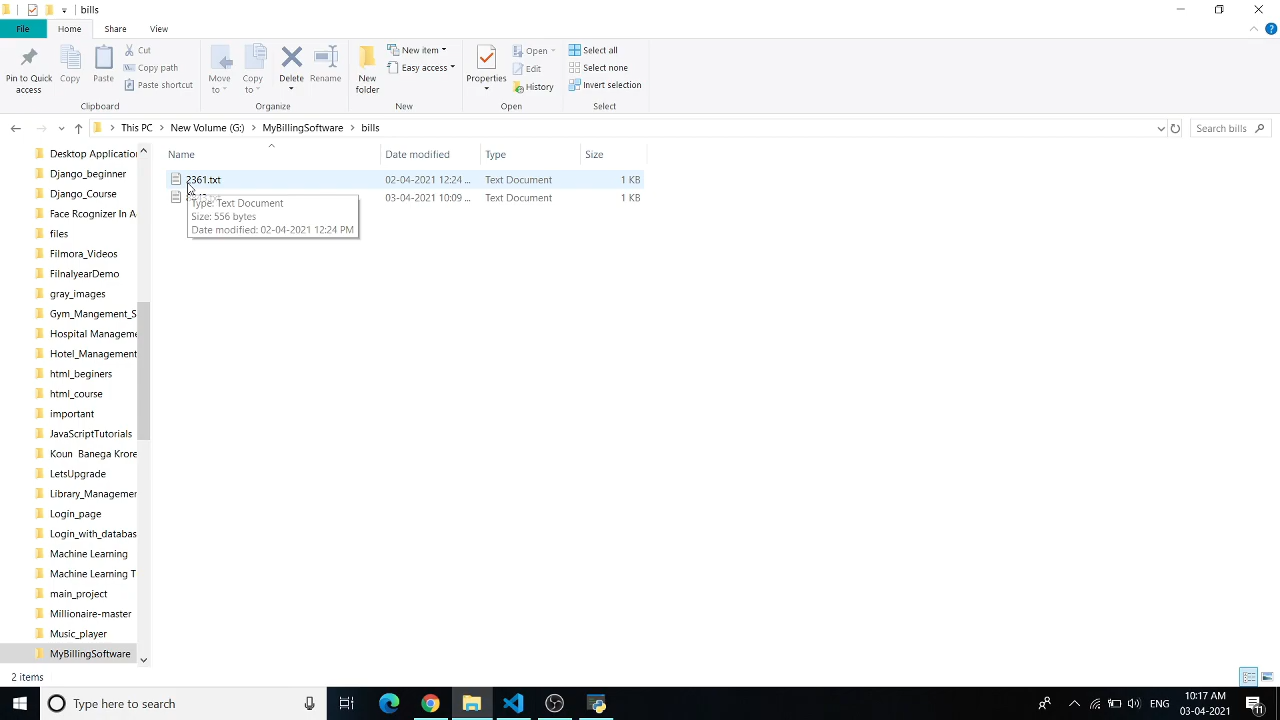 bills
File Home Share View
Pin to Quick access
Copy
Paste
Cut
Copy path
Paste shortcut
Clipboard
Move to
Copy to
Delete
Rename
Organize
New folder
New item
Easy access
New
Properties
Open
Edit
History
Open
Select all
Select none
Invert selection
Select
This PC New Volume (G:) MyBillingSoftware bills
Search bills
Name Date modified Type Size
2361.txt 02-04-2021 12:24 ... Text Document 1 KB
03-04-2021 10:09 ... Text Document 1 KB
Type: Text Document
Size: 556 bytes
Date modified: 02-04-2021 12:24 PM
Desktop Applicatio
Django_beginner
Django_Course
Face Rcognizer In A
files
Filmora_Videos
FilnalyearDemo
gray_images
Gym_Mangement_S
Hospital Manageme
Hotel_Management
html_beginers
html_course
important
JavaScriptTutorials
Koun Banega Krore
LetsUpgrade
Library_Managemer
Login_page
Login_with_databas
Machine Learning
Machine Learning T
main_project
Millionaire-master
Music_player
MyBillingSoftware
2 items
Type here to search
ENG
10:17 AM
03-04-2021
11